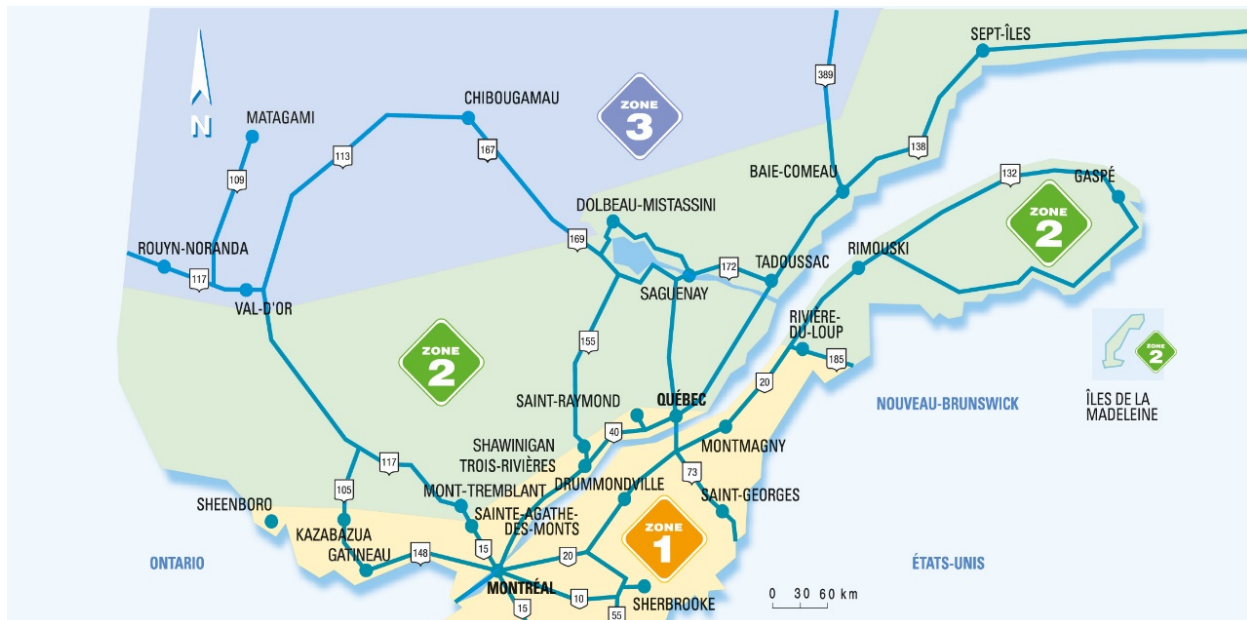 SEPT-ÎLES
389
ZONE
3
CHIBOUGAMAU
MATAGAMI
N
113
167
138
109
BAIE-COMEAU
132
GASPÉ
DOLBEAU-MISTASSINI
ZONE
2
ROUYN-NORANDA
169
RIMOUSKI
117
172
TADOUSSAC
SAGUENAY
VAL-D'OR
RIVIÈRE-
DU-LOUP
155
ZONE
2
185
ZONE
2
20
SAINT-RAYMOND
QUÉBEC
NOUVEAU-BRUNSWICK
ÎLES DE LA
MADELEINE
40
SHAWINIGAN
MONTMAGNY
TROIS-RIVIÈRES
117
73
DRUMMONDVILLE
105
MONT-TREMBLANT
SAINT-GEORGES
SHEENBORO
SAINTE-AGATHE-
DES-MONTS
ZONE
1
KAZABAZUA
GATINEAU
148
15
20
ONTARIO
ÉTATS-UNIS
MONTRÉAL
10
SHERBROOKE
0 30 60 km
15
55